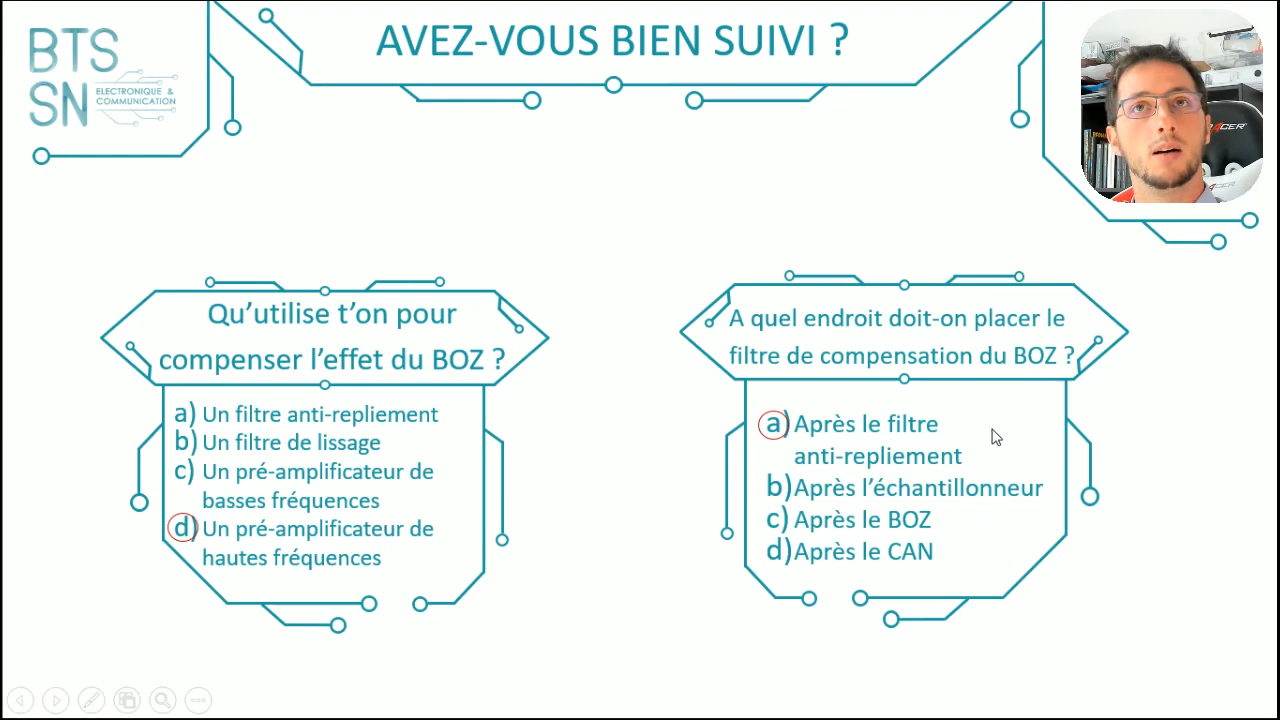 BTS
SN
ELECTRONIQUE &
COMMUNICATION
AVEZ-VOUS BIEN SUIVI ?
Qu'utilise t'on pour
compenser l'effet du BOZ ?
a) Un filtre anti-repliement
b) Un filtre de lissage
c) Un pré-amplificateur de
basses fréquences
d) Un pré-amplificateur de
hautes fréquences
A quel endroit doit-on placer le
filtre de compensation du BOZ ?
a) Après le filtre
anti-repliement
b) Après l'échantillonneur
c) Après le BOZ
d) Après le CAN